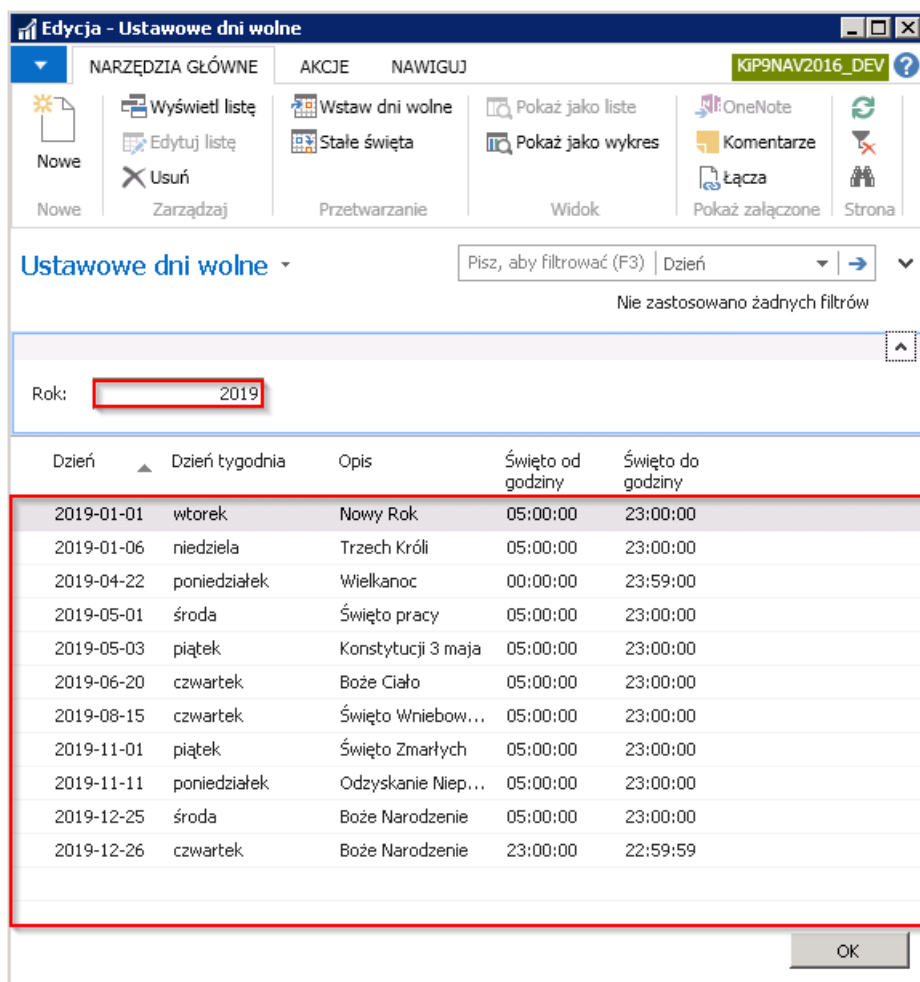 Edycja - Ustawowe dni wolne
NARZĘDZIA GŁÓWNE AKCJE NAWIGUJ KiP9NAV2016_DEV
Nowe
Wyświetl listę
Edytuj listę
Usuń
Wstaw dni wolne
Stałe święta
Pokaż jako liste
Pokaż jako wykres
OneNote
Komentarze
Łącza
Nowe Zarządzaj Przetwarzanie Widok Pokaż załączone Strona
Ustawowe dni wolne
Pisz, aby filtrować (F3) Dzień
Nie zastosowano żadnych filtrów
Rok: 2019
Dzień Dzień tygodnia Opis Święto od godziny Święto do godziny
2019-01-01 wtorek Nowy Rok 05:00:00 23:00:00
2019-01-06 niedziela Trzech Króli 05:00:00 23:00:00
2019-04-22 poniedziałek Wielkanoc 00:00:00 23:59:00
2019-05-01 środa Święto pracy 05:00:00 23:00:00
2019-05-03 piątek Konstytucji 3 maja 05:00:00 23:00:00
2019-06-20 czwartek Boże Ciało 05:00:00 23:00:00
2019-08-15 czwartek Święto Wniebow... 05:00:00 23:00:00
2019-11-01 piątek Święto Zmarłych 05:00:00 23:00:00
2019-11-11 poniedziałek Odzyskanie Niep... 05:00:00 23:00:00
2019-12-25 środa Boże Narodzenie 05:00:00 23:00:00
2019-12-26 czwartek Boże Narodzenie 23:00:00 22:59:59
OK